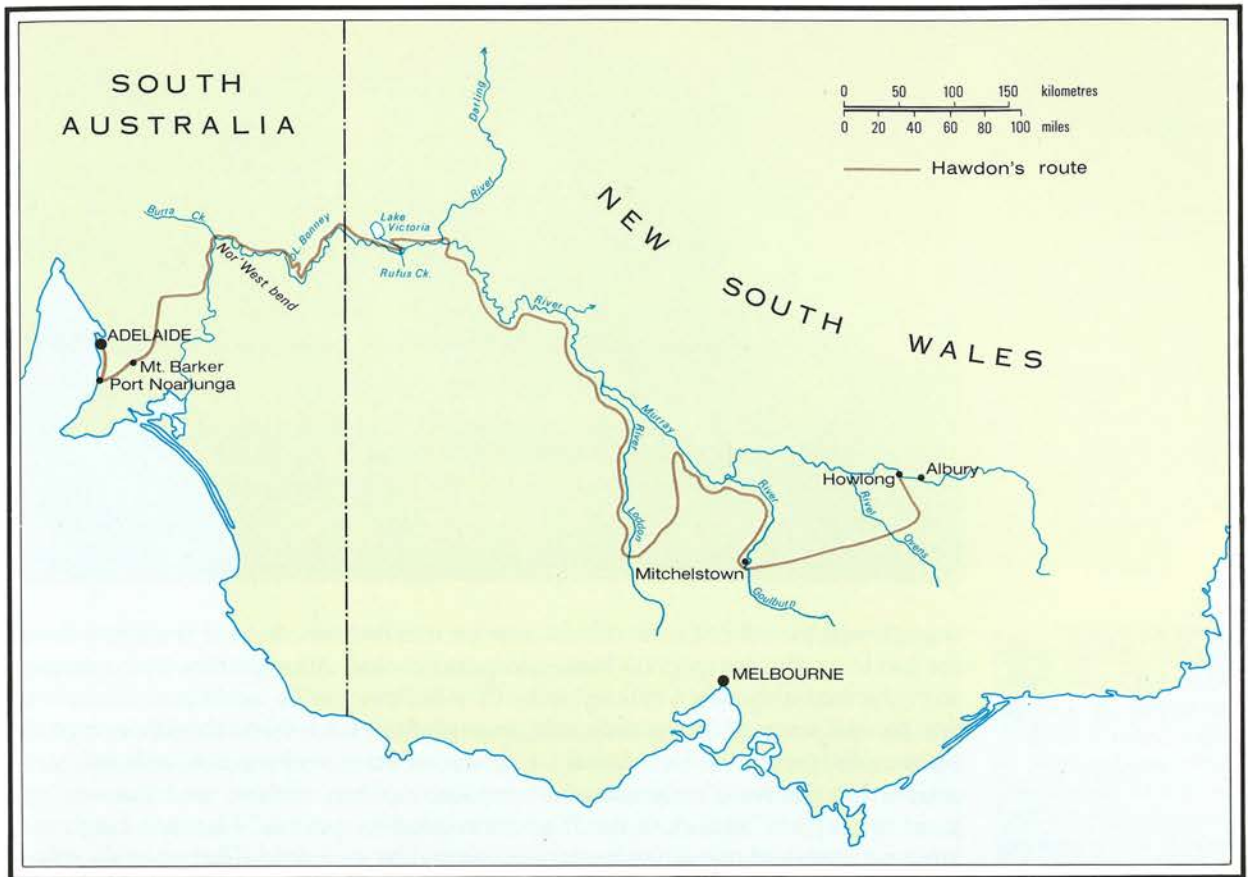 SOUTH
AUSTRALIA
0 50 100 150 kilometres
0 20 40 60 80 100 miles
Hawdon's route
Darling
River
NEW
SOUTH WALES
Burra Ck
Nor'West bend
L. Bonney
Lake
Victoria
Rufus Ck.
River
ADELAIDE
Mt. Barker
Port Noarlunga
Murray
River
Loddon
River
Howlong
Albury
River
Ovens
Mitchelstown
Goulburn
MELBOURNE